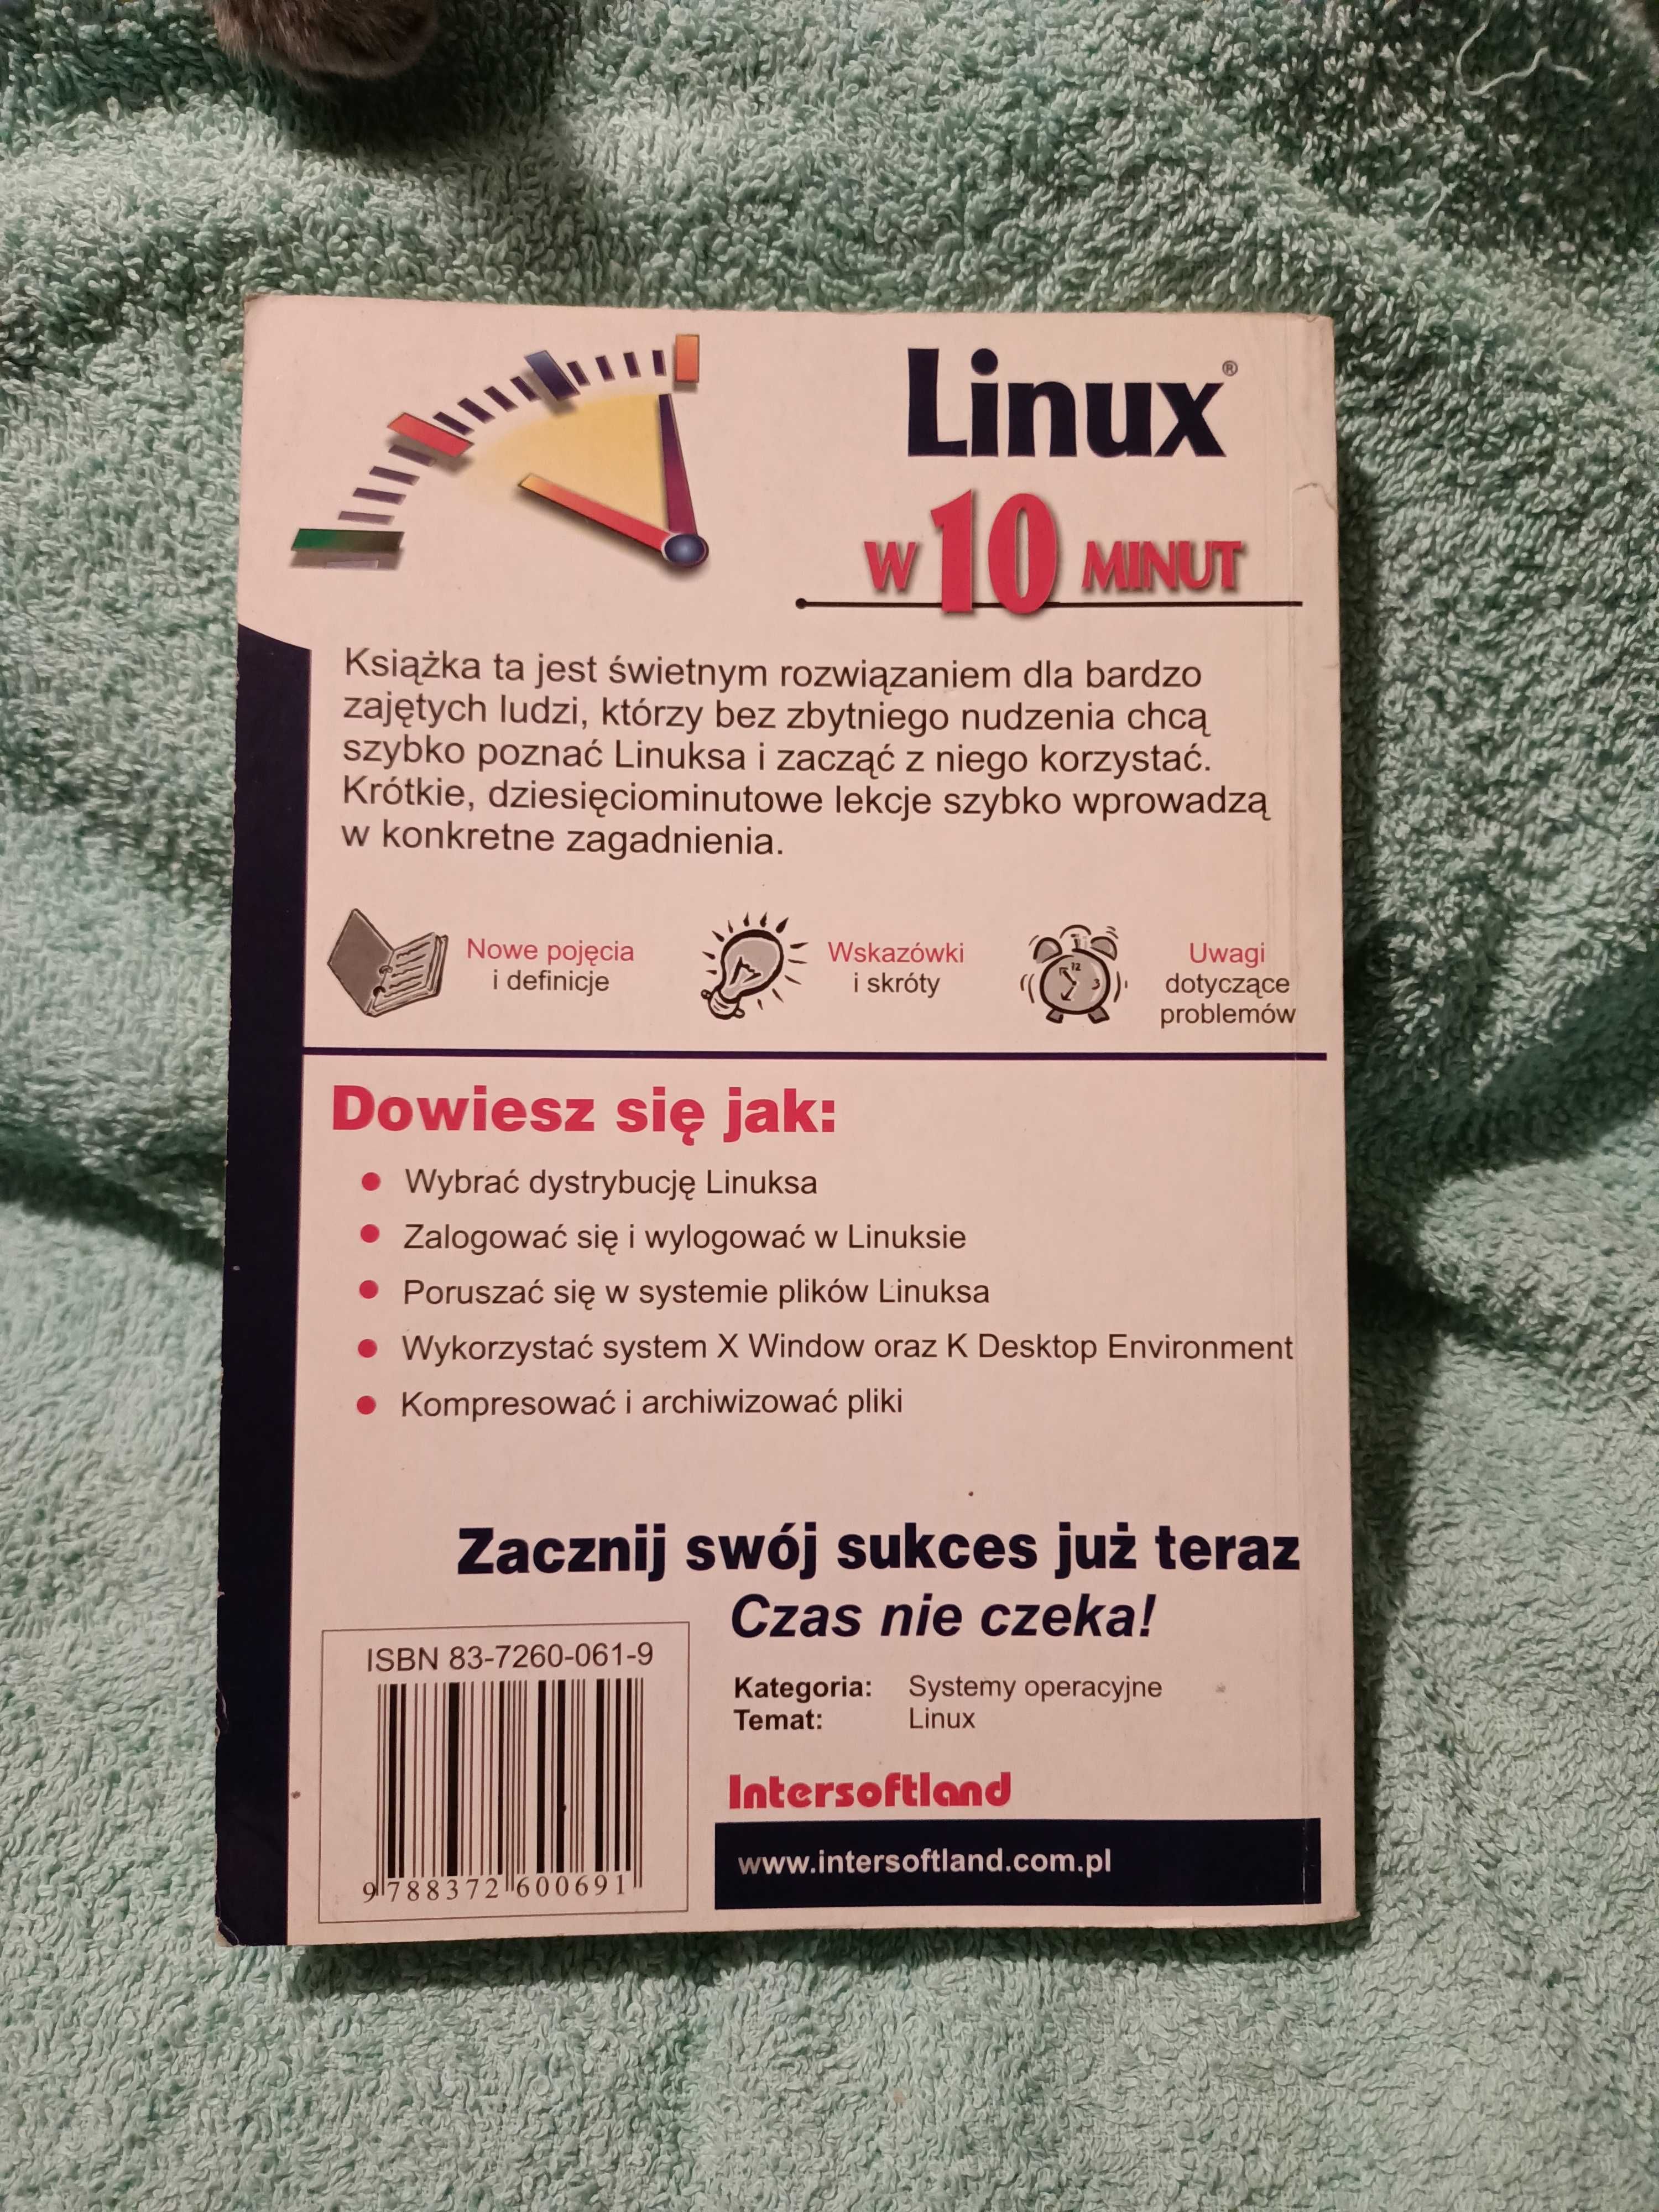 Linux®
w 10 MINUT
Książka ta jest świetnym rozwiązaniem dla bardzo
zajętych ludzi, którzy bez zbytniego nudzenia chcą
szybko poznać Linuksa i zacząć z niego korzystać.
Krótkie, dziesięciominutowe lekcje szybko wprowadzą
w konkretne zagadnienia.
Nowe pojęcia
i definicje
Wskazówki
i skróty
12
3
Uwagi
dotyczące
problemów
Dowiesz się jak:
• Wybrać dystrybucję Linuksa
• Zalogować się i wylogować w Linuksie
• Poruszać się w systemie plików Linuksa
• Wykorzystać system X Window oraz K Desktop Environment
• Kompresować i archiwizować pliki
Zacznij swój sukces już teraz
Czas nie czeka!
ISBN 83-7260-061-9
9 788372 600691
Kategoria: Systemy operacyjne
Temat: Linux
Intersoftland
www.intersoftland.com.pl